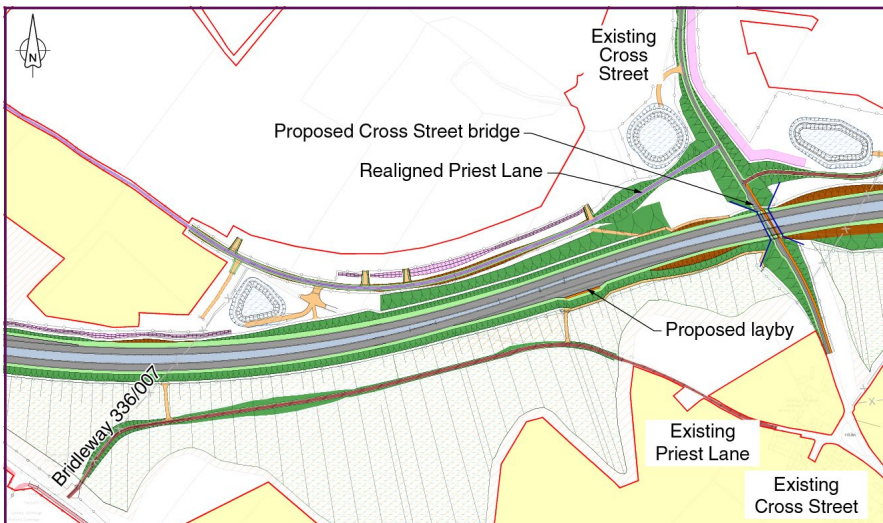 N
Existing
Cross
Street
Proposed Cross Street bridge
Realigned Priest Lane
Proposed layby
Bridleway 336/007
Existing
Priest Lane
Existing
Cross Street